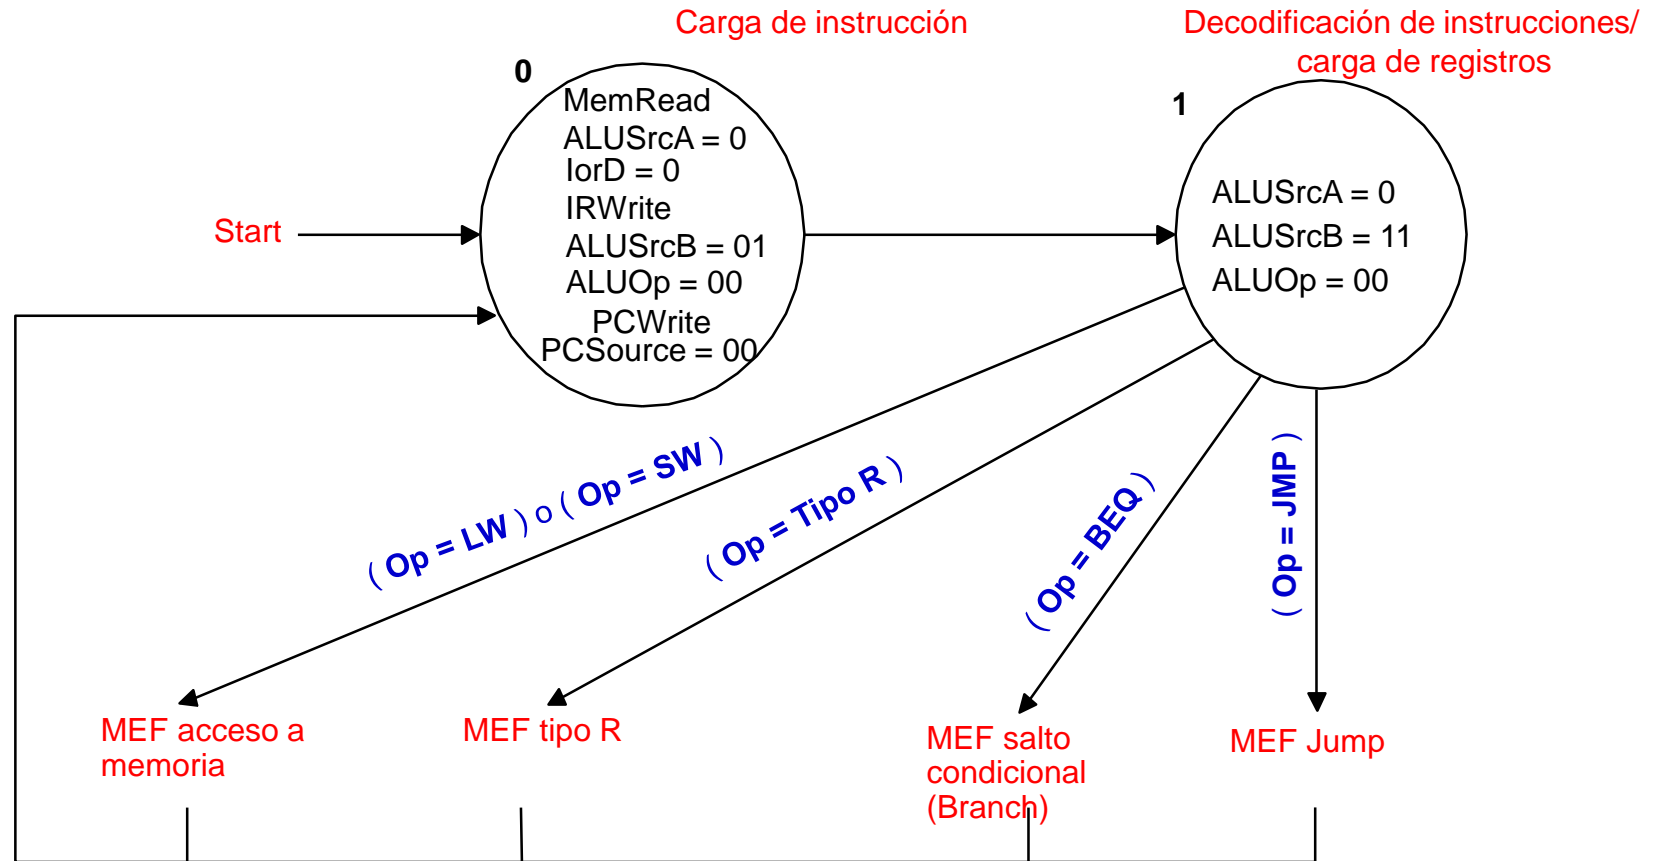 Carga de instrucción
Decodificación de instrucciones/
carga de registros
0
MemRead
ALUSrcA = 0
IorD = 0
IRWrite
ALUSrcB = 01
ALUOp = 00
PCWrite
PCSource = 00
1
ALUSrcA = 0
ALUSrcB = 11
ALUOp = 00
Start
( Op = LW ) o ( Op = SW )
( Op = Tipo R )
( Op = BEQ )
( Op = JMP )
MEF acceso a
memoria
MEF tipo R
MEF salto
condicional
(Branch)
MEF Jump